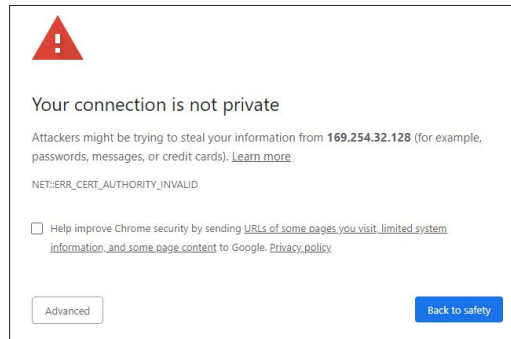 Your connection is not private
Attackers might be trying to steal your information from 169.254.32.128 (for example,
passwords, messages, or credit cards). Learn more
NET::ERR_CERT_AUTHORITY_INVALID
Help improve Chrome security by sending URLs of some pages you visit, limited system
information, and some page content to Google. Privacy policy
Advanced
Back to safety